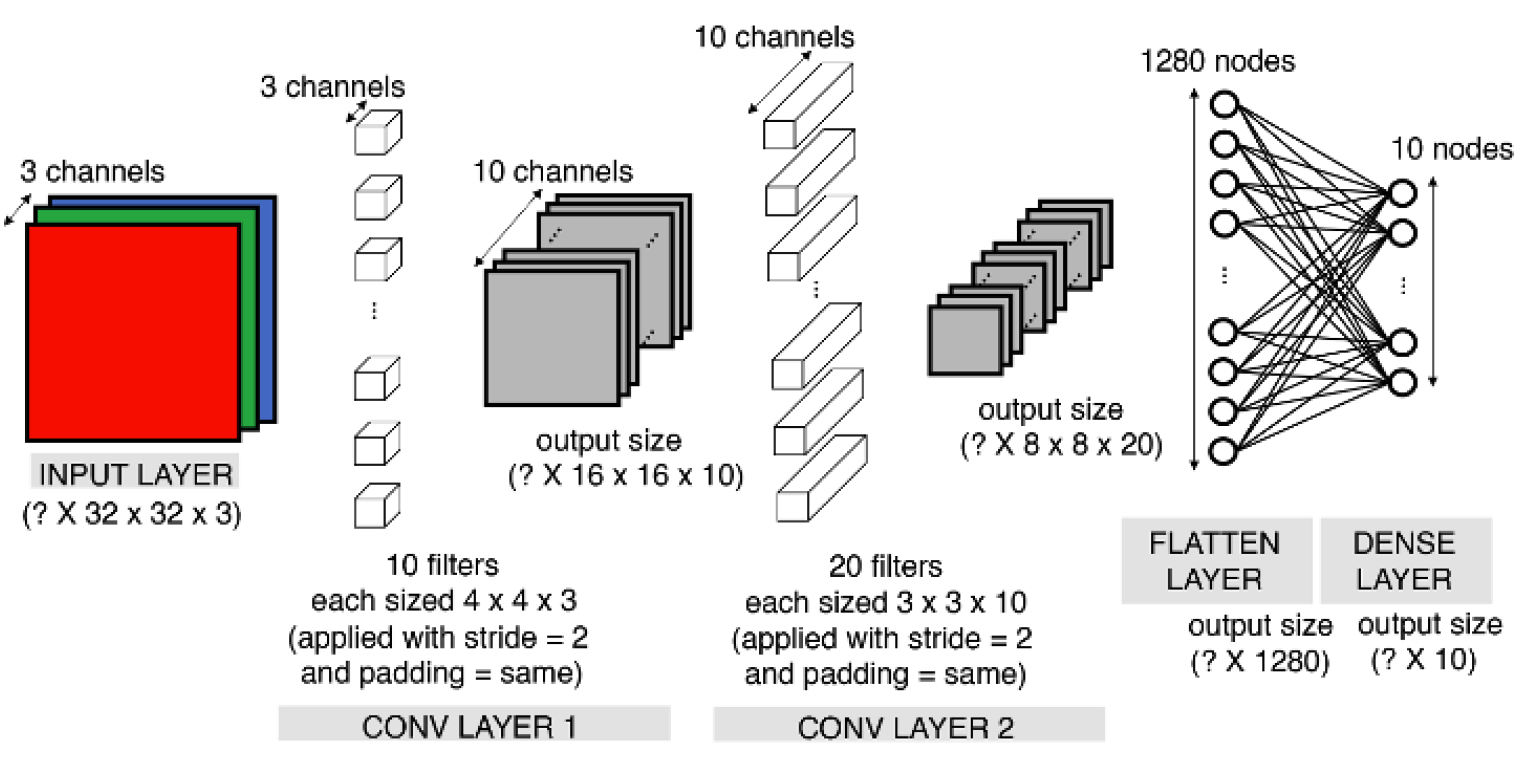 3 channels
INPUT LAYER
(? X 32 x 32 x 3)
3 channels
10 filters
each sized 4 x 4 x 3
(applied with stride = 2
and padding = same)
CONV LAYER 1
10 channels
output size
(? X 16 x 16 x 10)
10 channels
20 filters
each sized 3 x 3 x 10
(applied with stride = 2
and padding = same)
CONV LAYER 2
output size
(? X 8 x 8 x 20)
1280 nodes
FLATTEN
LAYER
output size
(? X 1280)
10 nodes
DENSE
LAYER
output size
(? X 10)